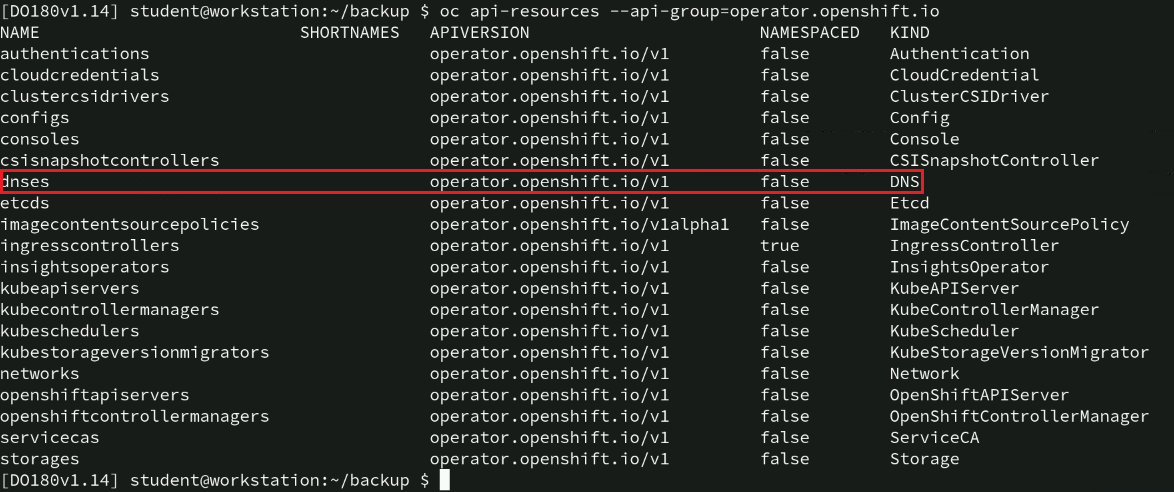 [DO180v1.14] student@workstation:~/backup $ oc api-resources --api-group=operator.openshift.io
NAME SHORTNAMES APIVERSION NAMESPACED KIND
authentications operator.openshift.io/v1 false Authentication
cloudcredentials operator.openshift.io/v1 false CloudCredential
clustercsidrivers operator.openshift.io/v1 false ClusterCSIDriver
configs operator.openshift.io/v1 false Config
consoles operator.openshift.io/v1 false Console
csisnapshotcontrollers operator.openshift.io/v1 false CSISnapshotController
dnses operator.openshift.io/v1 false DNS
etcds operator.openshift.io/v1 false Etcd
imagecontentsourcepolicies operator.openshift.io/v1alpha1 false ImageContentSourcePolicy
ingresscontrollers operator.openshift.io/v1 true IngressController
insightsoperators operator.openshift.io/v1 false InsightsOperator
kubeapiservers operator.openshift.io/v1 false KubeAPIServer
kubecontrollermanagers operator.openshift.io/v1 false KubeControllerManager
kubeschedulers operator.openshift.io/v1 false KubeScheduler
kubestorageversionmigrators operator.openshift.io/v1 false KubeStorageVersionMigrator
networks operator.openshift.io/v1 false Network
openshiftapiservers operator.openshift.io/v1 false OpenShiftAPIServer
openshiftcontrollermanagers operator.openshift.io/v1 false OpenShiftControllerManager
servicecas operator.openshift.io/v1 false ServiceCA
storages operator.openshift.io/v1 false Storage
[DO180v1.14] student@workstation:~/backup $